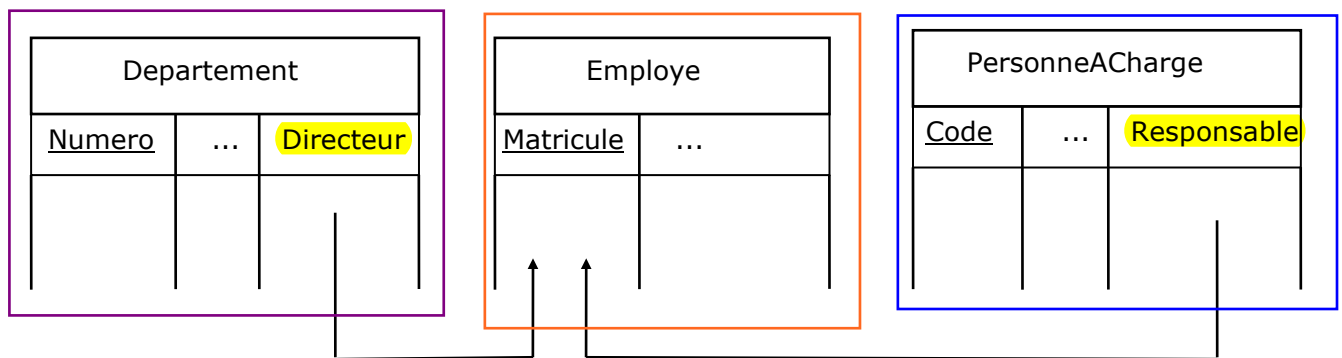 Departement
Numero ... Directeur
Employe
Matricule ...
PersonneACharge
Code ... Responsable